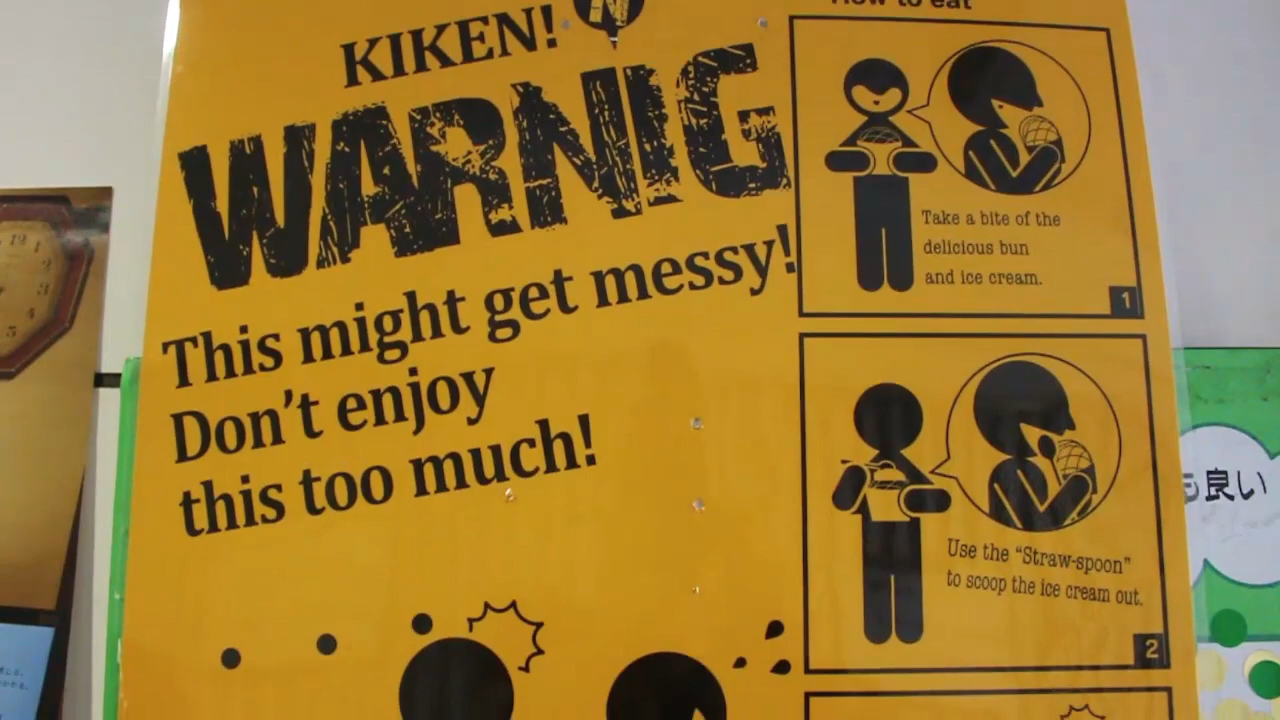 How to eat
KIKEN!
WARNIG
This might get messy!
Don't enjoy
this too much!
Take a bite of the
delicious bun
and ice cream.
1
Use the “Straw-spoon”
to scoop the ice cream out.
2
も良い